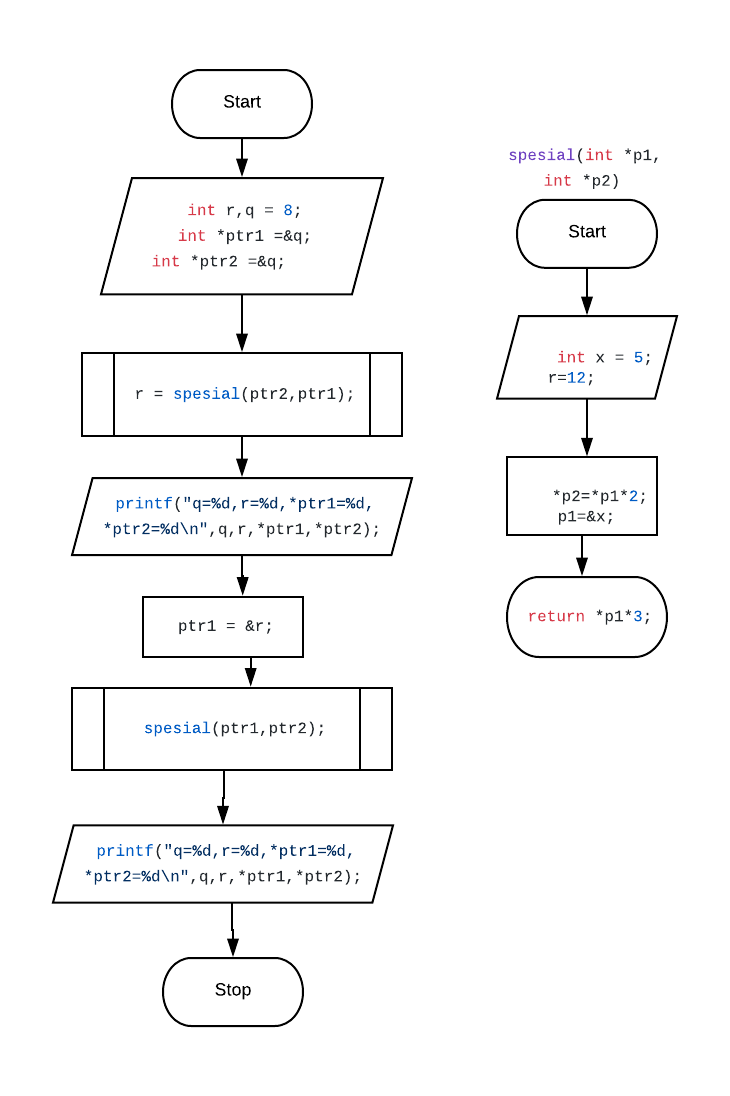 Start
int r,q = 8;
int *ptr1 =&q;
int *ptr2 =&q;
r = spesial(ptr2,ptr1);
printf("q=%d,r=%d,*ptr1=%d,
*ptr2=%d\n",q,r,*ptr1,*ptr2);
ptr1 = &r;
spesial(ptr1,ptr2);
printf("q=%d,r=%d,*ptr1=%d,
*ptr2=%d\n",q,r,*ptr1,*ptr2);
Stop
spesial(int *p1,
int *p2)
Start
int x = 5;
r=12;
*p2=*p1*2;
p1=&x;
return *p1*3;